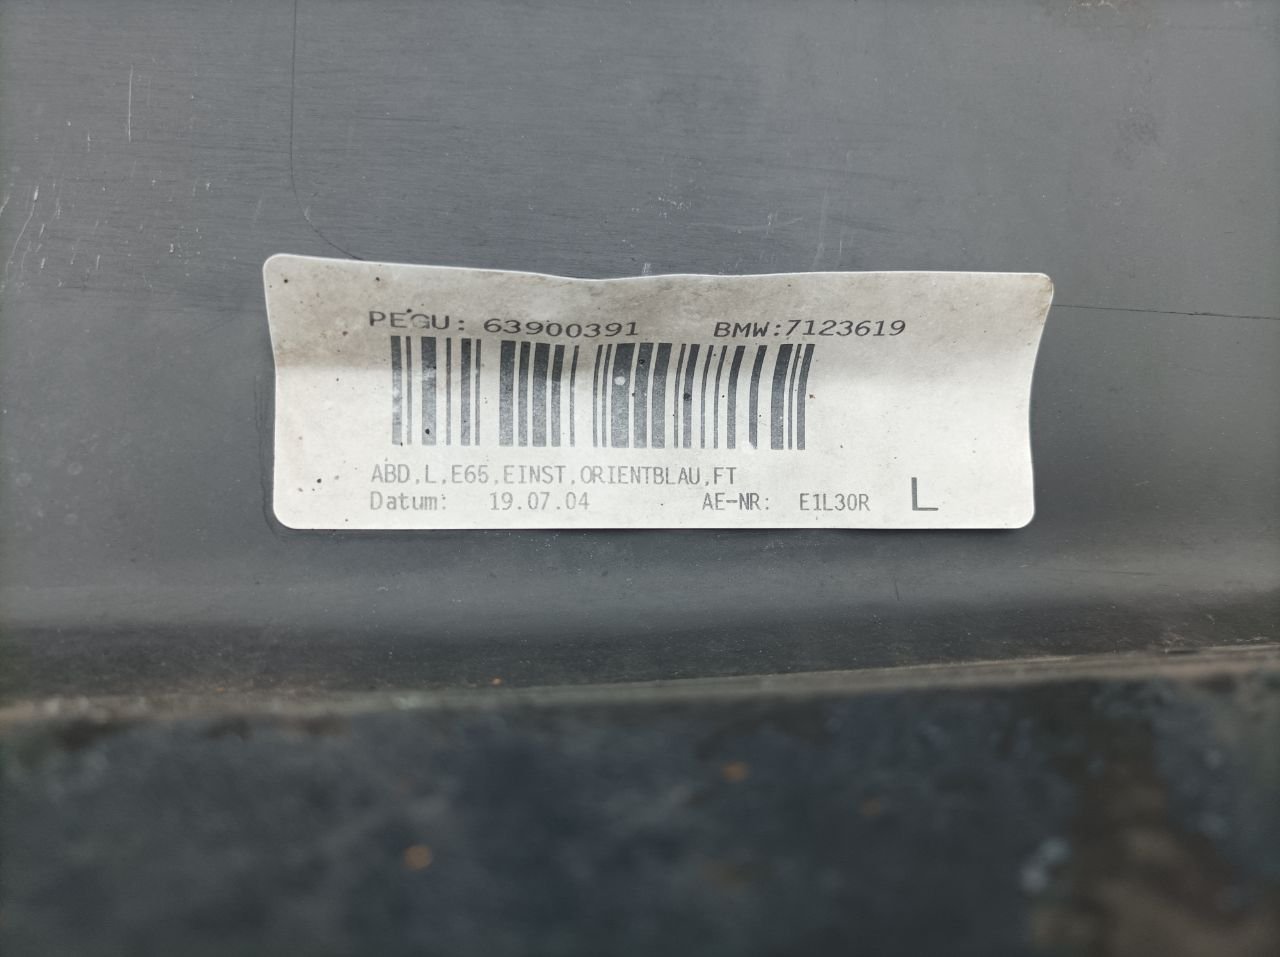 PEGU: 63900391 BMW:7123619
ABD,L,E65,EINST,ORIENTBLAU,FT
Datum: 19.07.04 AE-NR: E1L30R L